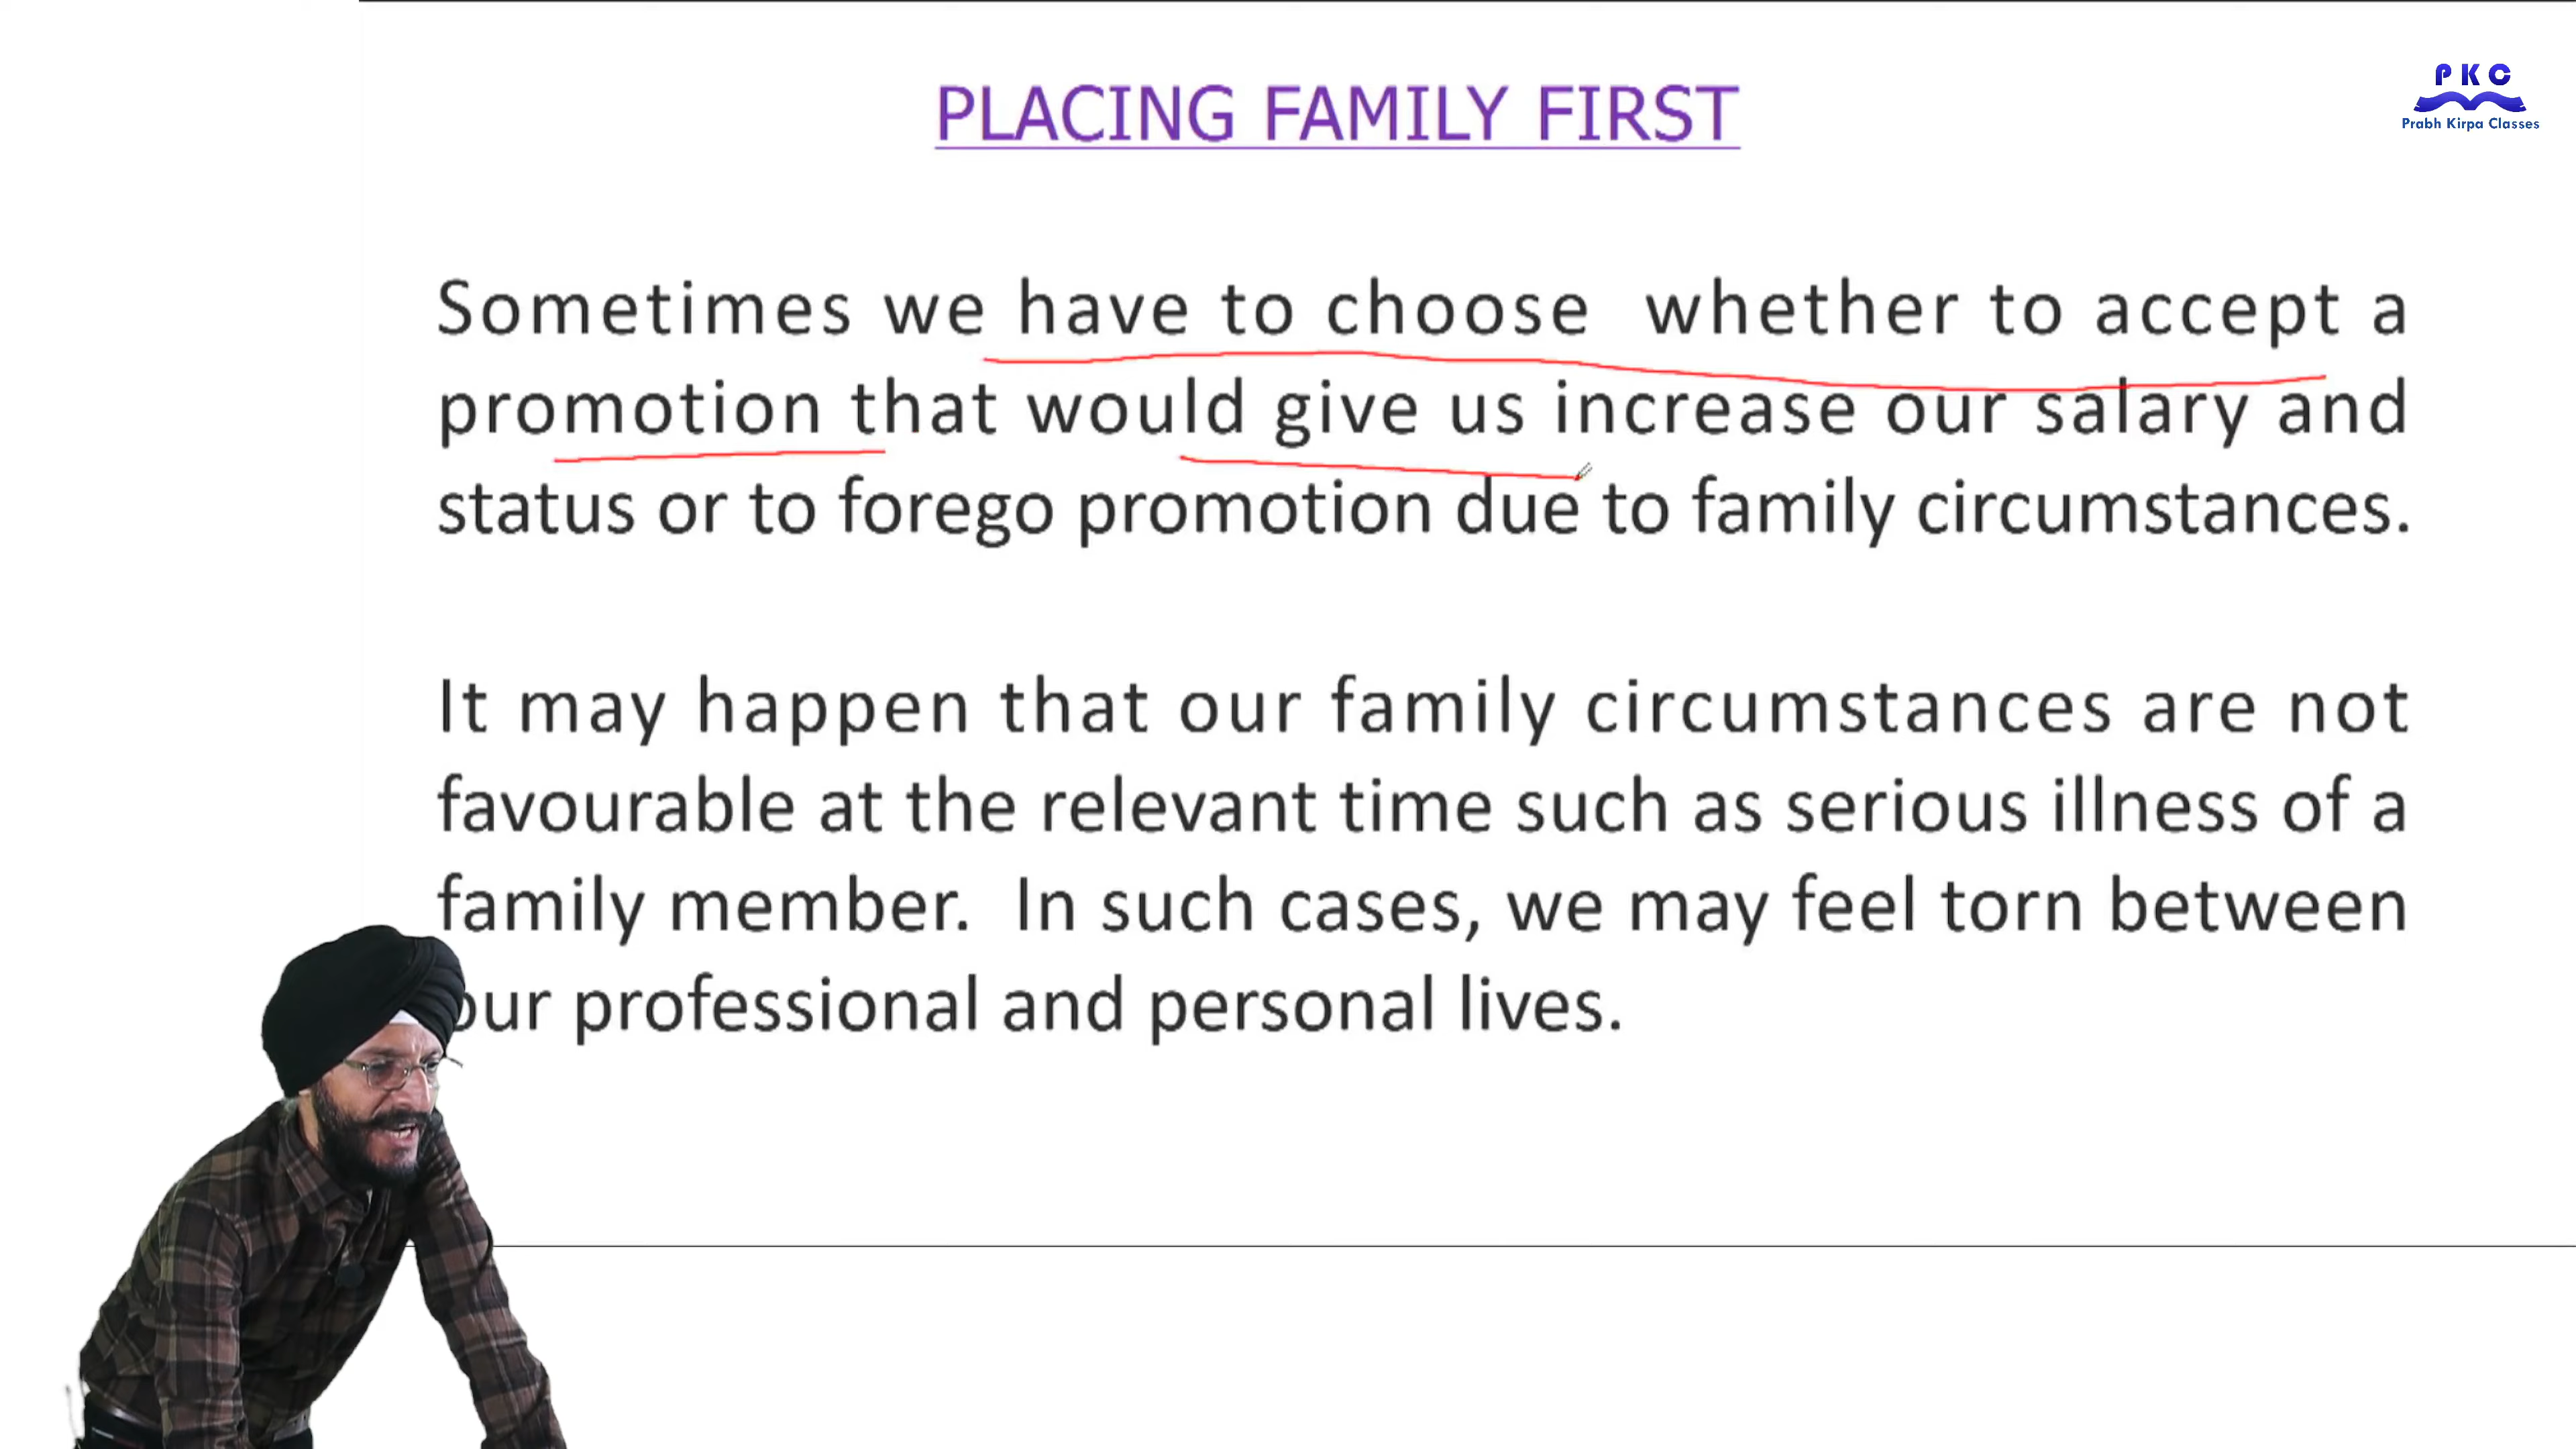 PLACING FAMILY FIRST
P K C
Prabh Kirpa Classes
Sometimes we have to choose whether to accept a
promotion that would give us increase our salary and
status or to forego promotion due to family circumstances.
It may happen that our family circumstances are not
favourable at the relevant time such as serious illness of a
family member. In such cases, we may feel torn between
our professional and personal lives.